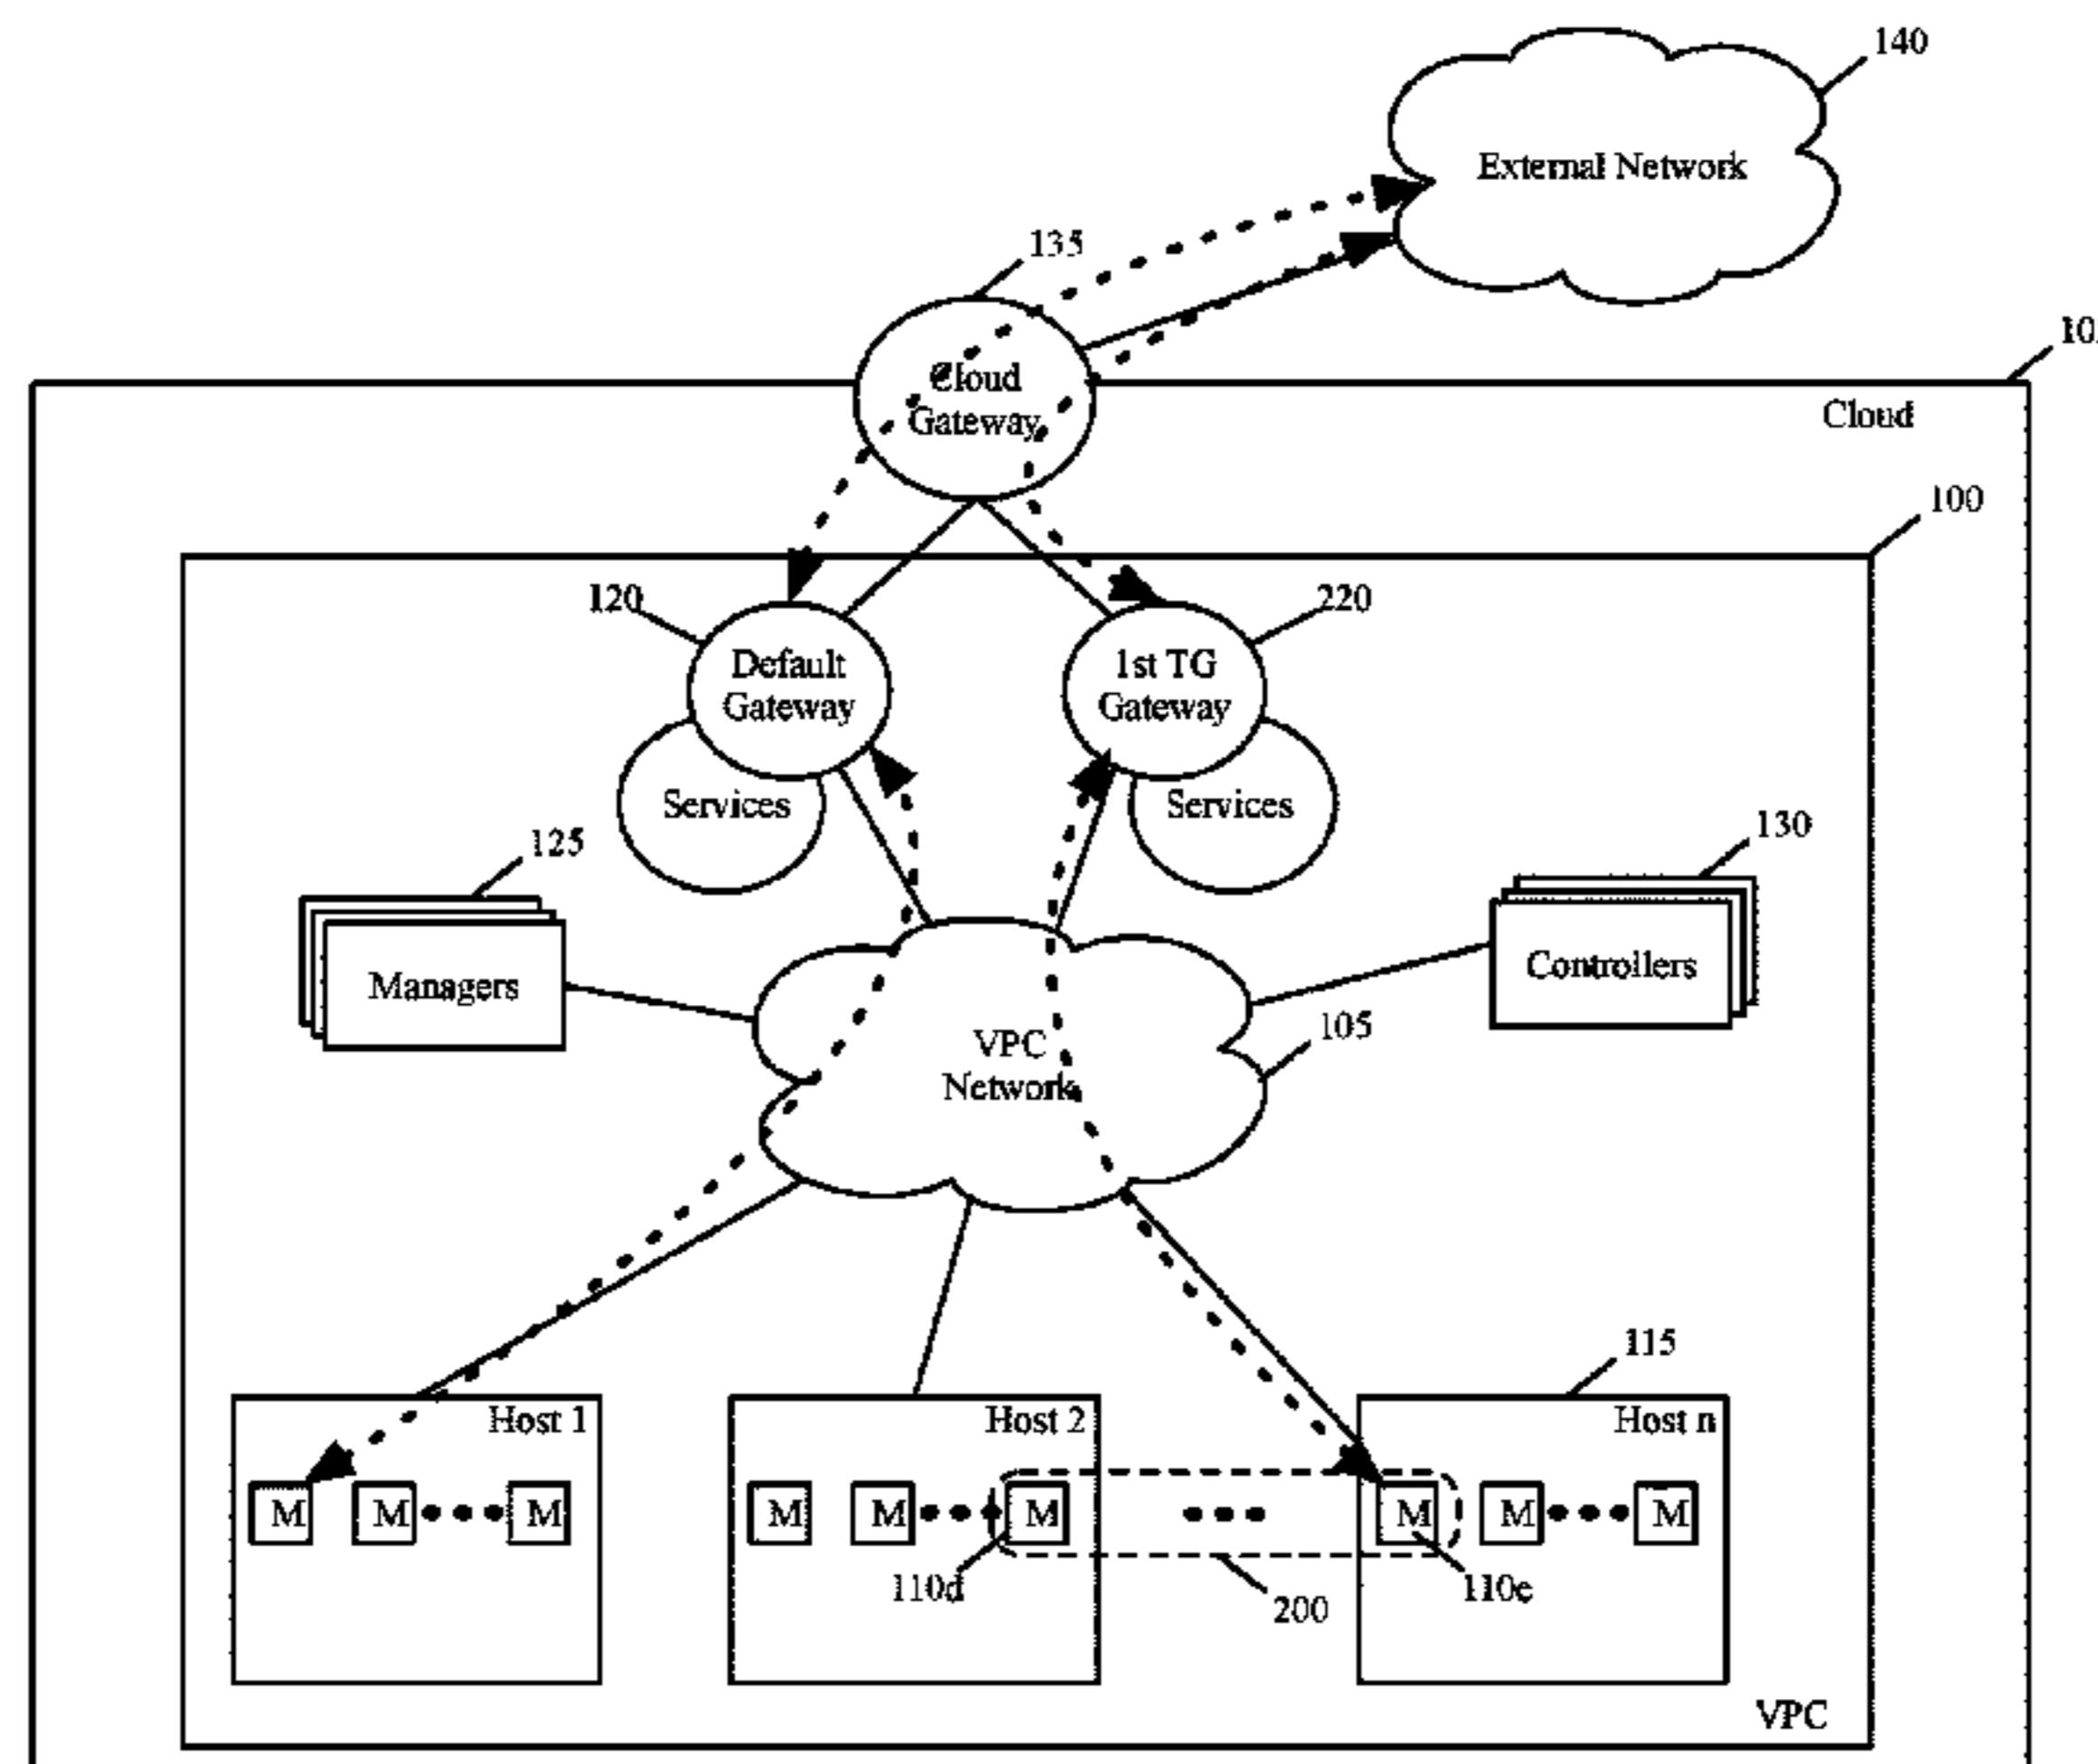 140
External Network
135
10
Cloud
Gateway
Cloud
100
120
220
Default
Gateway
1st TG
Gateway
Services
Services
125
130
Managers
Controllers
105
VPC
Network
115
Host 1
Host 2
Host n
M
M
M
M
M
M
M
M
M
110d
200
110e
VPC